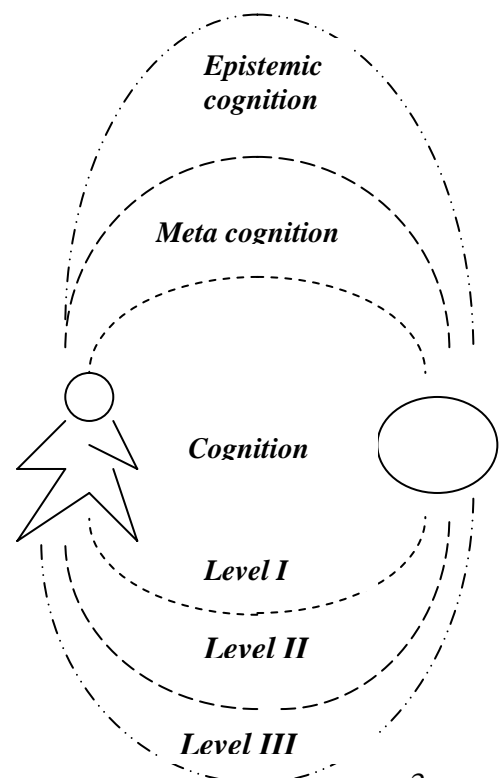 Epistemic
cognition
Meta cognition
Cognition
Level I
Level II
Level III